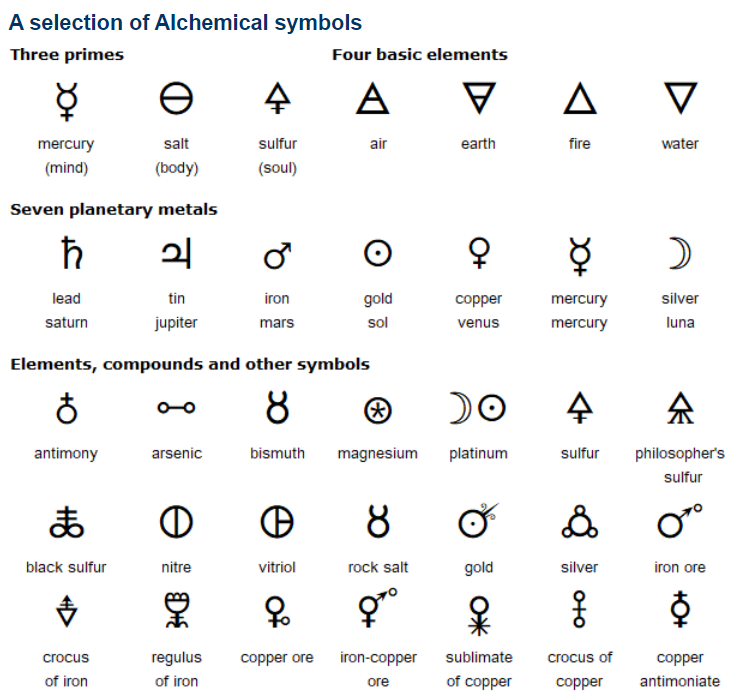 A selection of Alchemical symbols
Three primes Four basic elements
mercury salt sulfur air earth fire water
(mind) (body) (soul)
Seven planetary metals
lead tin iron gold copper mercury silver
saturn jupiter mars sol venus mercury luna
Elements, compounds and other symbols
antimony arsenic bismuth magnesium platinum sulfur philosopher's
sulfur
black sulfur nitre vitriol rock salt gold silver iron ore
crocus regulus copper ore iron-copper sublimate crocus of copper
of iron of iron ore of copper copper antimoniate